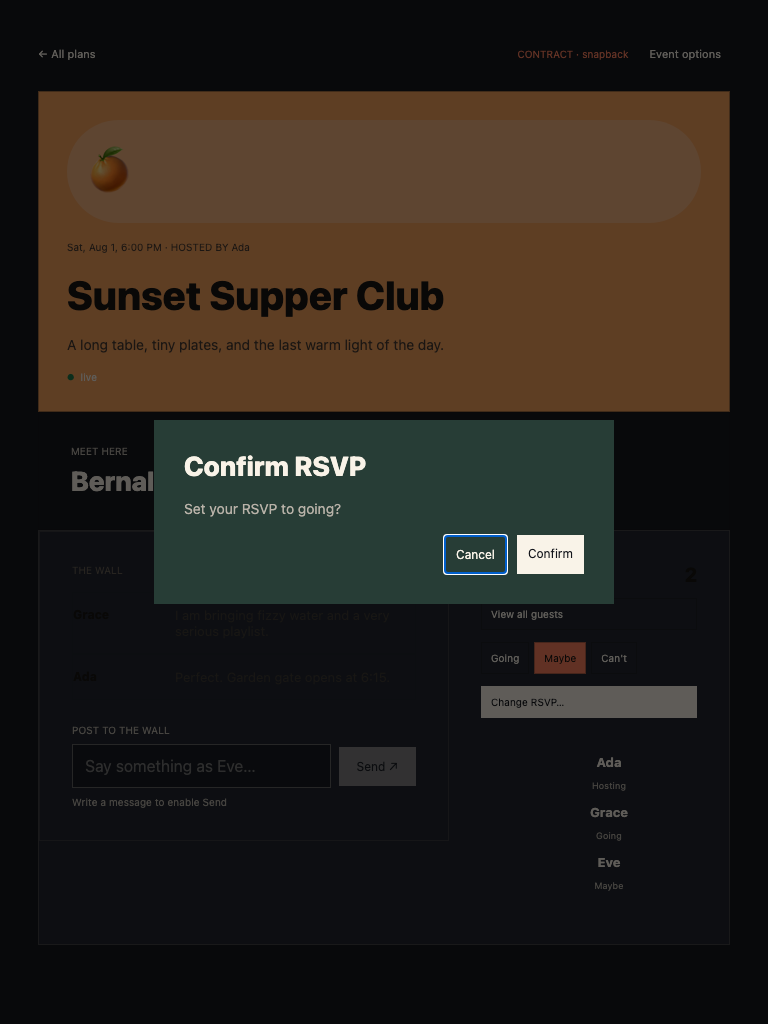 ← All plans
CONTRACT · snapback
Event options
Sat, Aug 1, 6:00 PM · HOSTED BY Ada
Sunset Supper Club
A long table, tiny plates, and the last warm light of the day.
live
MEET HERE
Bernal
Confirm RSVP
Set your RSVP to going?
Cancel
Confirm
THE WALL
Grace
I am bringing fizzy water and a very
serious playlist.
Ada
Perfect. Garden gate opens at 6:15.
POST TO THE WALL
Say something as Eve...
Send ↗
Write a message to enable Send
2
View all guests
Going
Maybe
Can't
Change RSVP...
Ada
Hosting
Grace
Going
Eve
Maybe